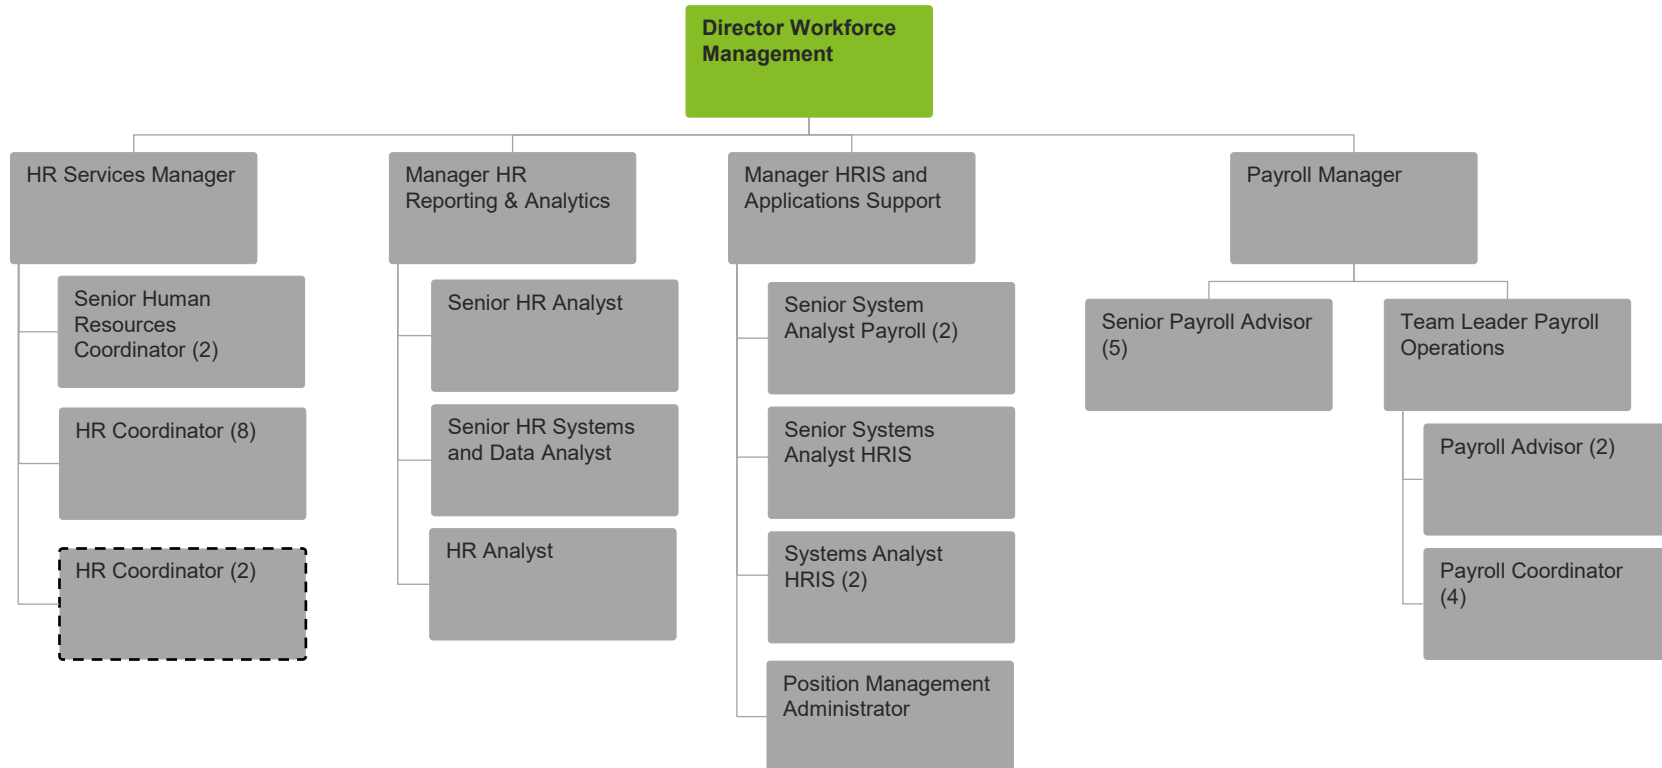 Director Workforce
Management
HR Services Manager
Manager HR
Reporting & Analytics
Manager HRIS and
Applications Support
Payroll Manager
Senior Human
Resources
Coordinator (2)
HR Coordinator (8)
HR Coordinator (2)
Senior HR Analyst
Senior HR Systems
and Data Analyst
HR Analyst
Senior System
Analyst Payroll (2)
Senior Systems
Analyst HRIS
Systems Analyst
HRIS (2)
Position Management
Administrator
Senior Payroll Advisor
(5)
Team Leader Payroll
Operations
Payroll Advisor (2)
Payroll Coordinator
(4)